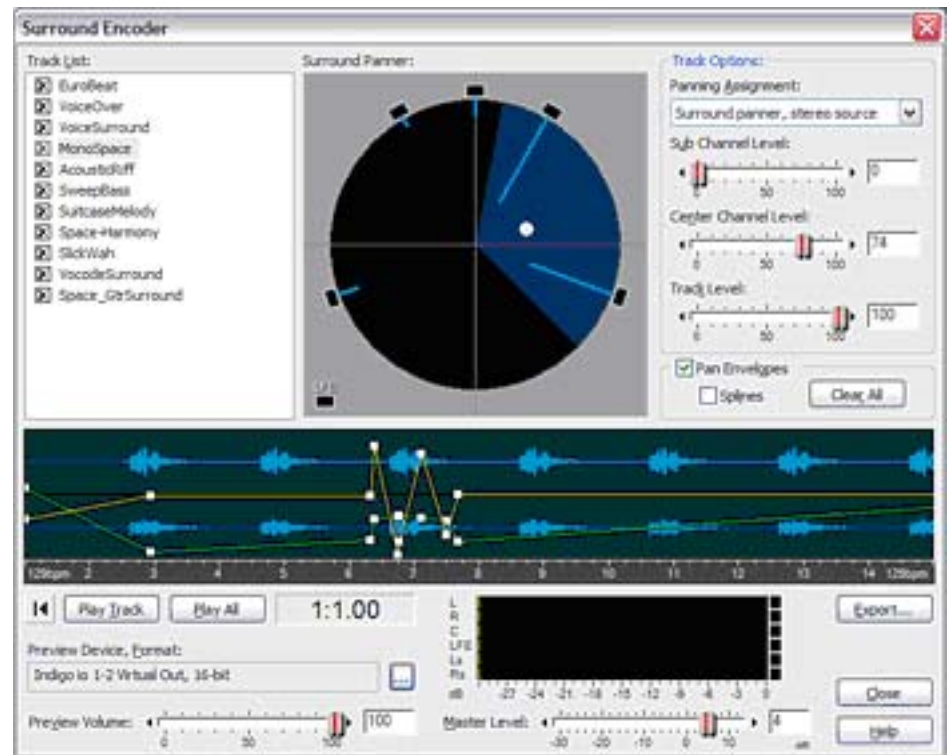 Surround Encoder
Track List:
EuroBeat
VoiceOver
VoiceSurround
MonoSpace
AcousticRiff
SweepBass
SuitcaseMelody
Space-Harmony
SlickWah
VocodeSurround
Space_GtrSurround
Surround Panner:
LFE
Track Options:
Panning Assignment:
Surround panner, stereo source
Sub Channel Level:
0
0 50 100
Center Channel Level:
74
0 50 100
Track Level:
100
0 50 100
Pan Envelopes
Splines
Clear All
129bpm 2 3 4 5 6 7 8 9 10 11 12 13 14 129bpm
Play Track
Play All
1:1.00
L
R
C
LFE
Ls
Rs
dB -27 -24 -21 -18 -15 -12 -9 -6 -3 0
Export...
Preview Device, Format:
Indigo io 1-2 Virtual Out, 16-bit
...
Close
Preview Volume:
100
0 50 100
Master Level:
4
-30 -20 -10 0 10
Help